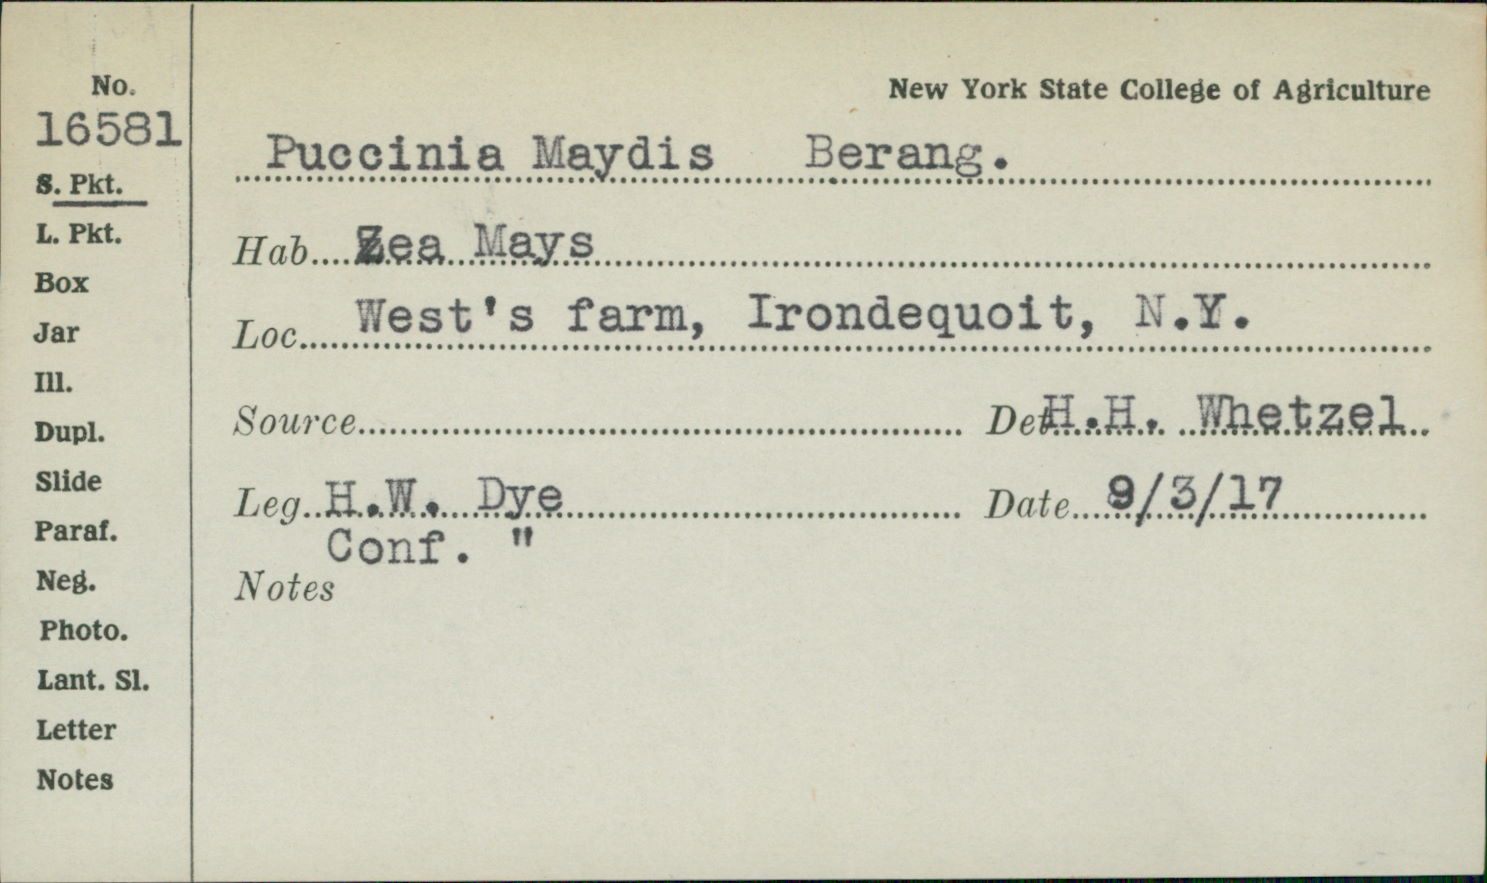 No.
16581
S. Pkt.
L. Pkt.
Box
Jar
Ill.
Dupl.
Slide
Paraf.
Neg.
Photo.
Lant. Sl.
Letter
Notes
New York State College of Agriculture
Puccinia Maydis Berang.
Hab.... Zea Mays
Loc... West's farm, Irondequoit, N.Y.
Source.......... Det H.H. Whetzel
Leg.. H.W. Dye Date... 9/3/17
Conf. "
Notes